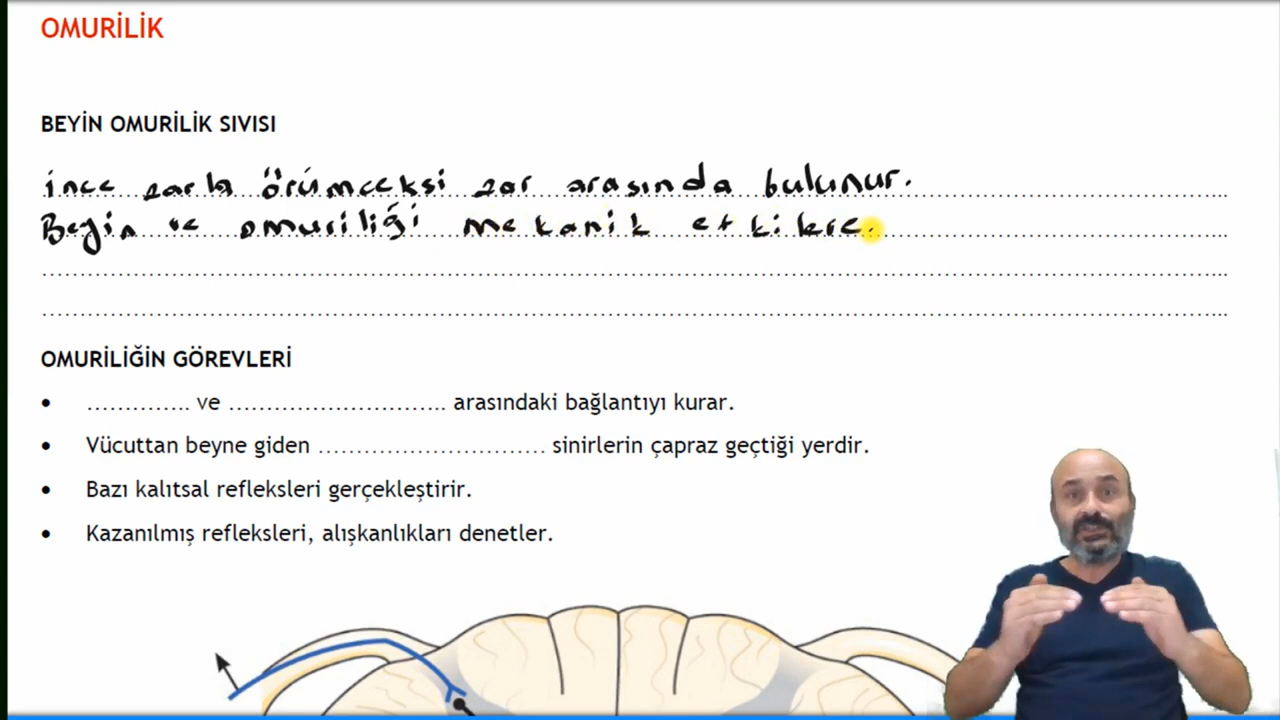 OMURİLİK
BEYİN OMURİLİK SIVISI
ince zarla örümceksi zar arasında bulunur.
Beyin ve omuriliği mekanik etkilere.
OMURİLİĞİN GÖREVLERİ
• .............. ve ............................ arasındaki bağlantıyı kurar.
• Vücuttan beyne giden .............................. sinirlerin çapraz geçtiği yerdir.
• Bazı kalıtsal refleksleri gerçekleştirir.
• Kazanılmış refleksleri, alışkanlıkları denetler.